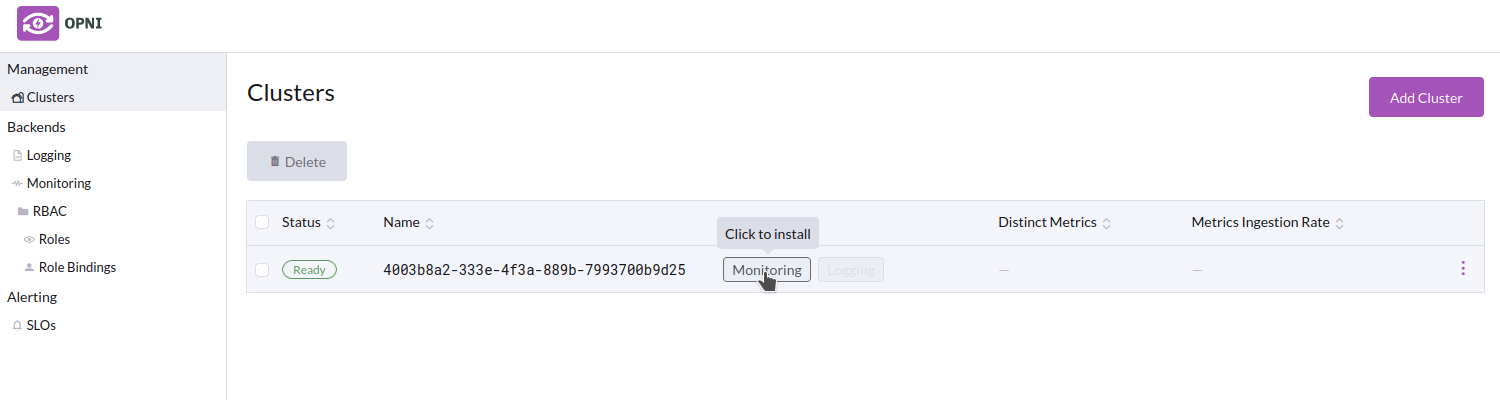 OPNI
Management
Clusters
Backends
Logging
Monitoring
RBAC
Roles
Role Bindings
Alerting
SLOs
Clusters
Add Cluster
Delete
Status Name Distinct Metrics Metrics Ingestion Rate
Click to install
Ready 4003b8a2-333e-4f3a-889b-7993700b9d25 Monitoring Logging — —